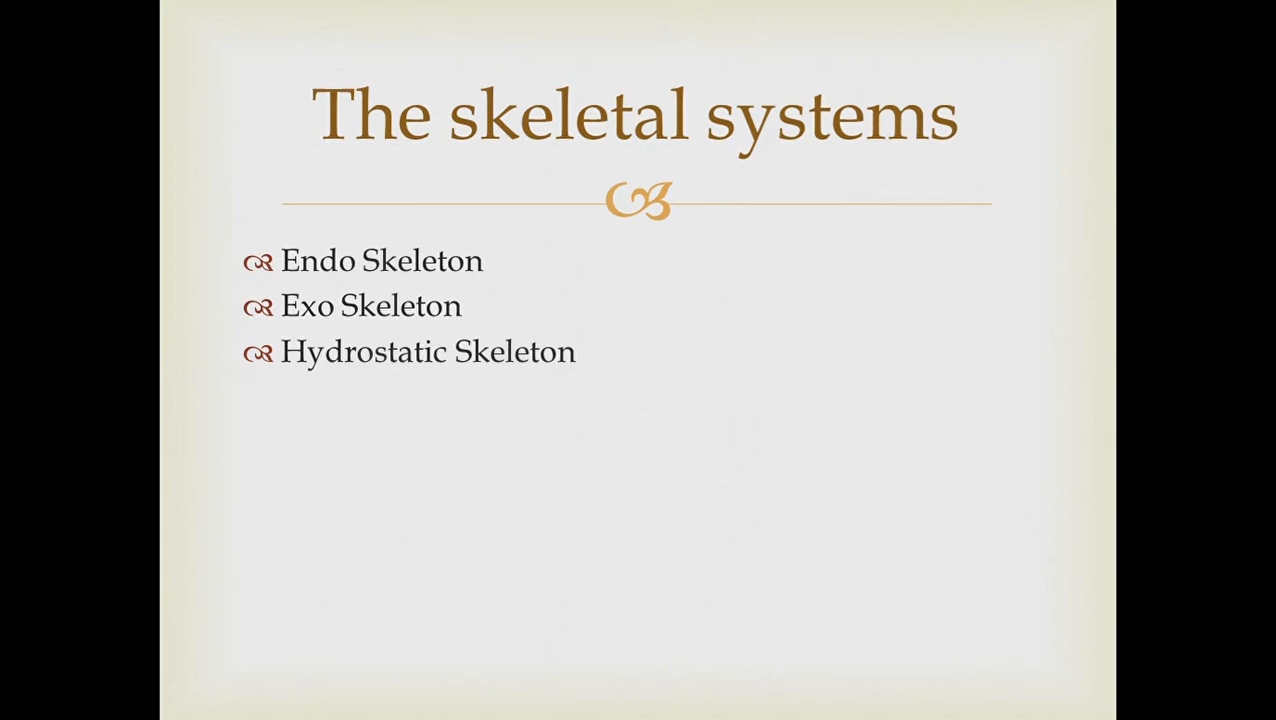 The skeletal systems
Endo Skeleton
Exo Skeleton
Hydrostatic Skeleton